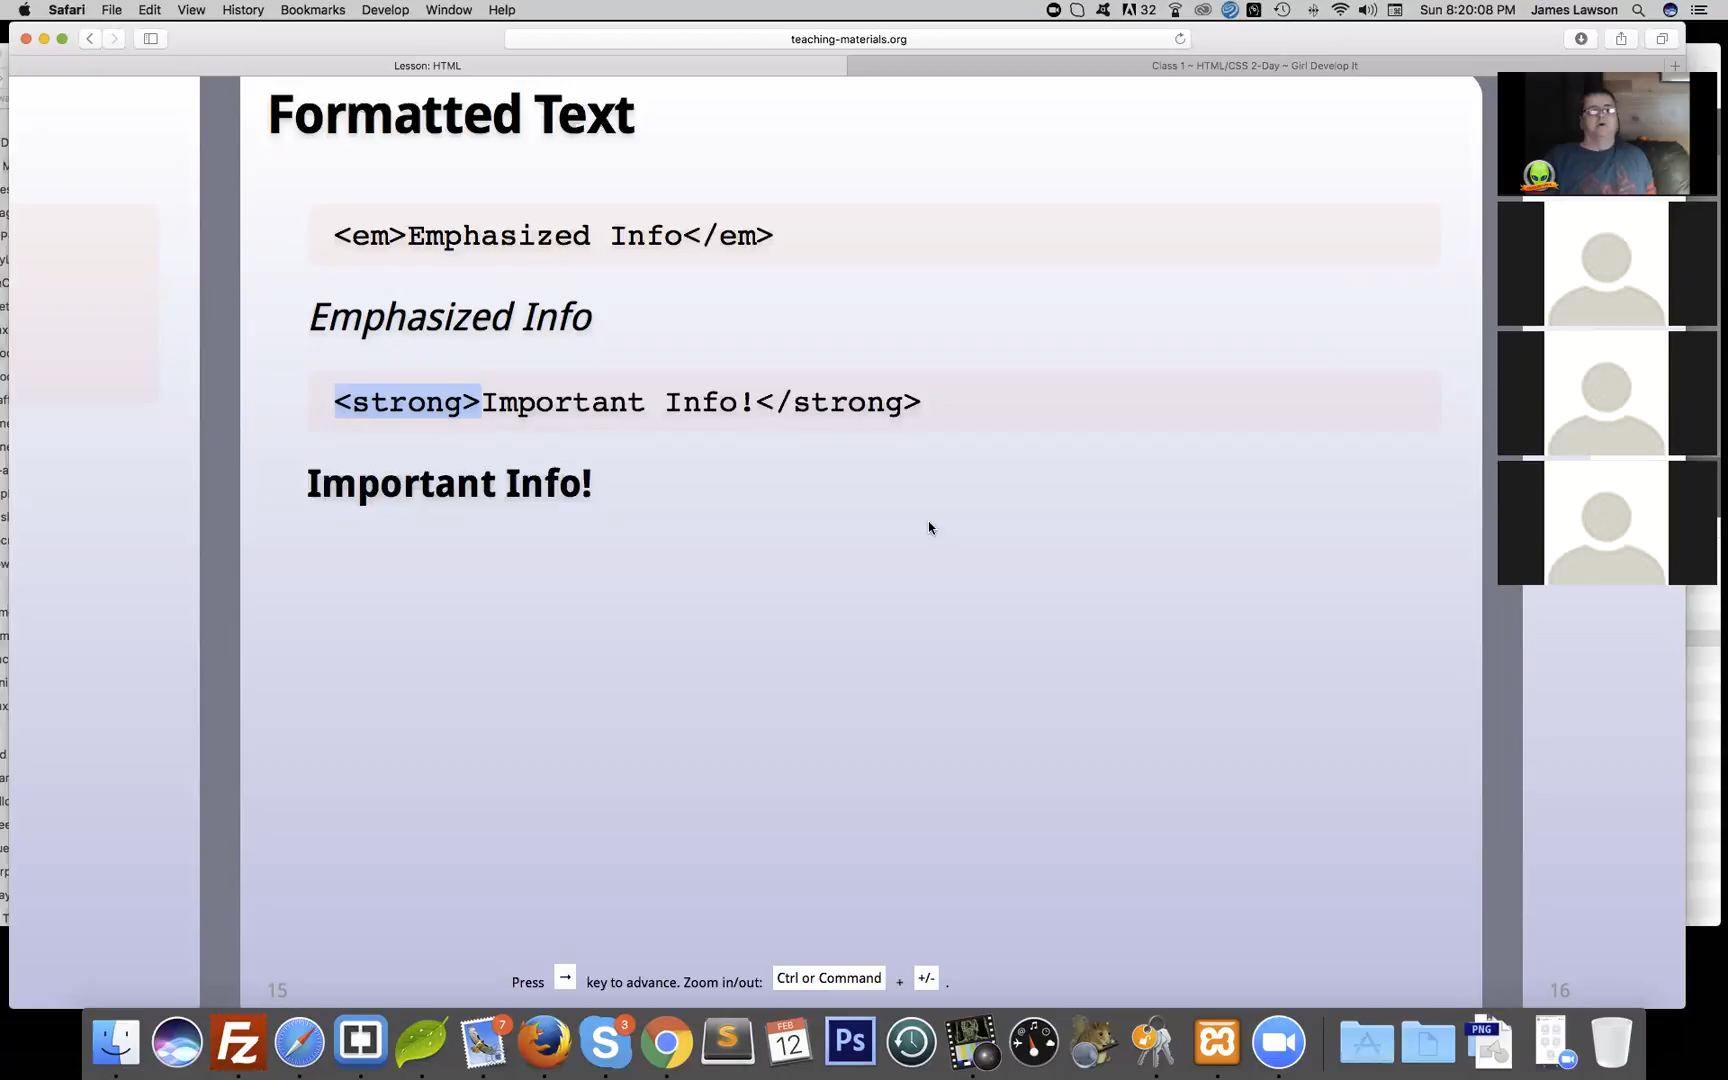 Safari File Edit View History Bookmarks Develop Window Help 32 Sun 8:20:08 PM James Lawson
teaching-materials.org
Lesson: HTML Class 1 ~ HTML/CSS 2-Day ~ Girl Develop It
Formatted Text
<em>Emphasized Info</em>
Emphasized Info
<strong>Important Info!</strong>
Important Info!
Press → key to advance. Zoom in/out: Ctrl or Command + +/- .
15 16
7 3 FEB 12 Ps PNG